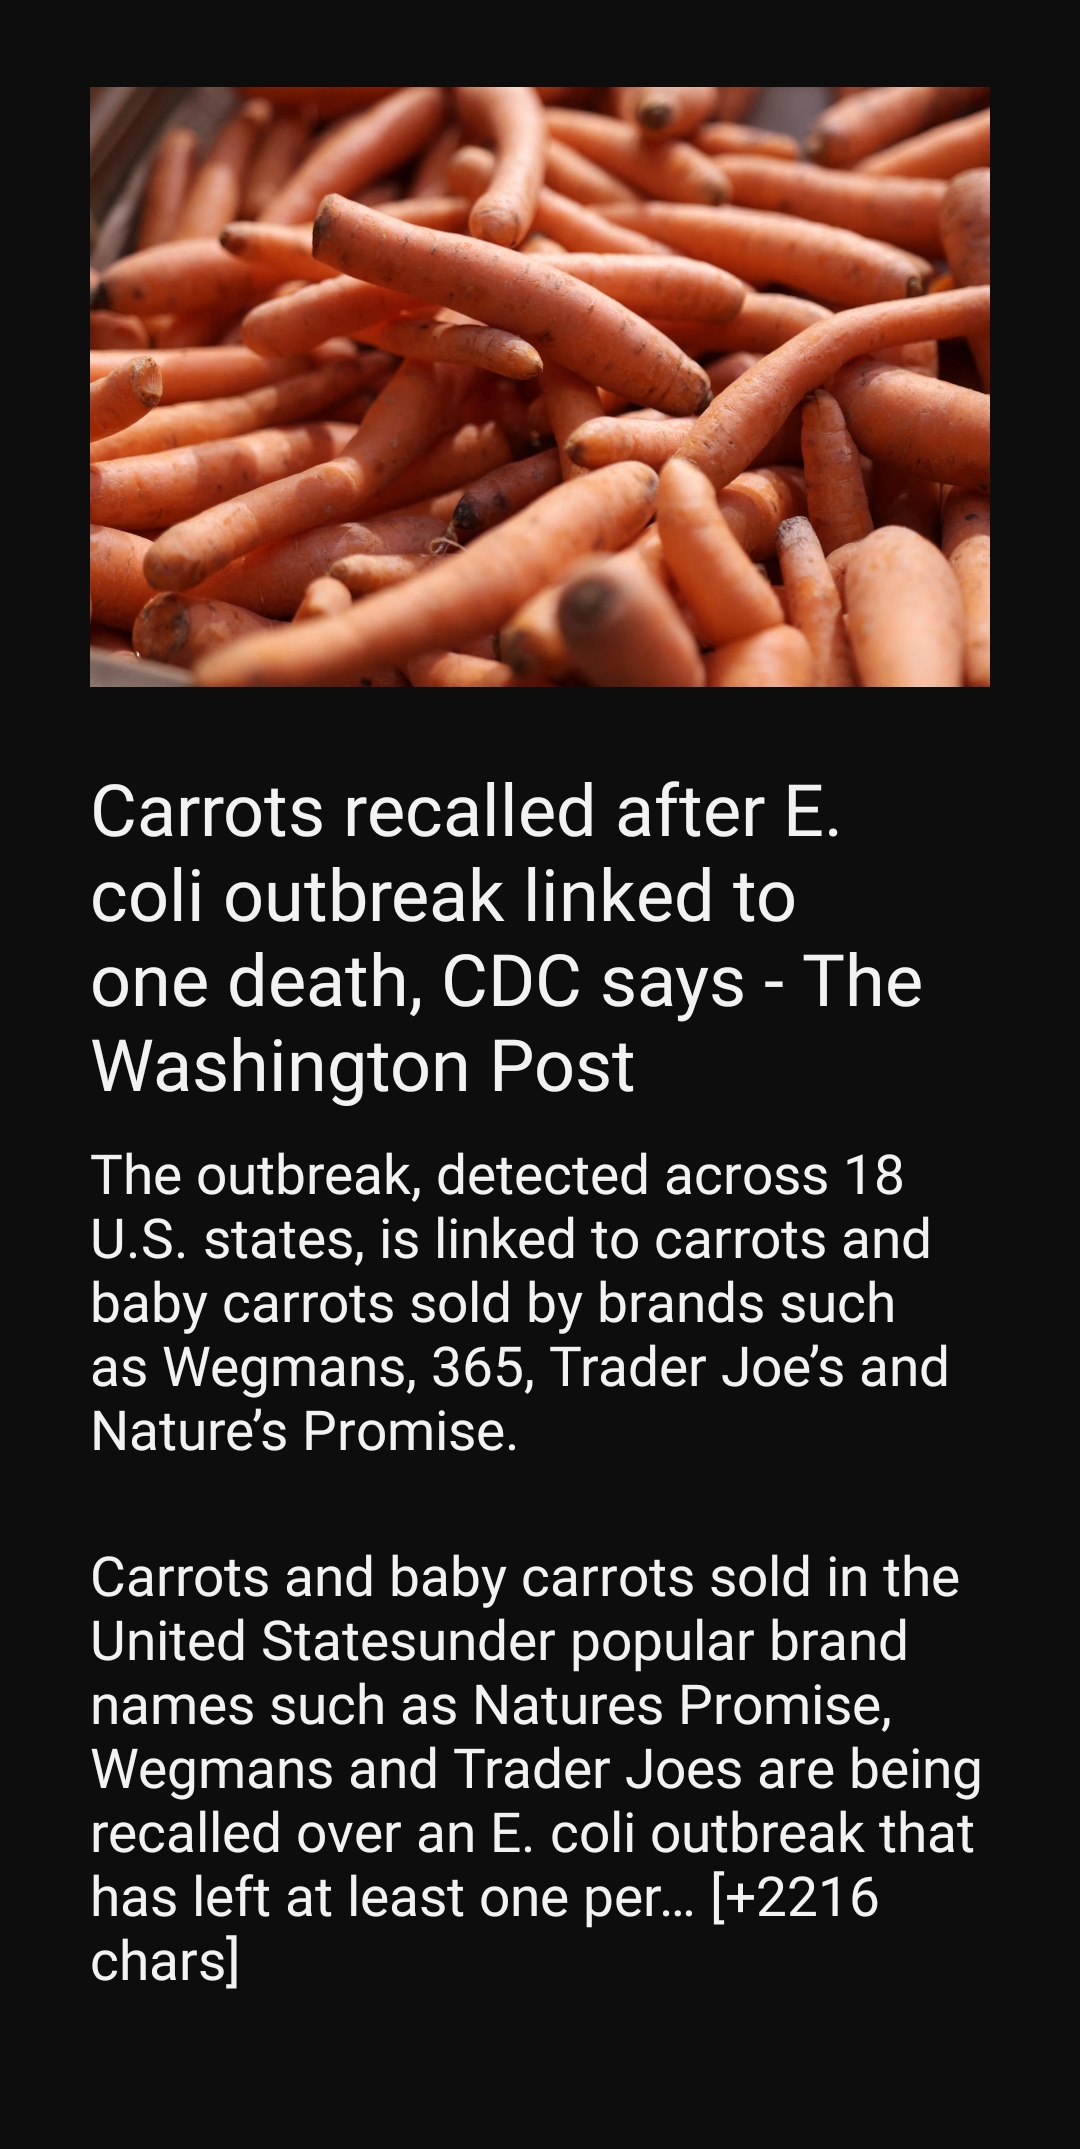 Carrots recalled after E.
coli outbreak linked to
one death, CDC says - The
Washington Post
The outbreak, detected across 18
U.S. states, is linked to carrots and
baby carrots sold by brands such
as Wegmans, 365, Trader Joe’s and
Nature’s Promise.
Carrots and baby carrots sold in the
United Statesunder popular brand
names such as Natures Promise,
Wegmans and Trader Joes are being
recalled over an E. coli outbreak that
has left at least one per… [+2216
chars]